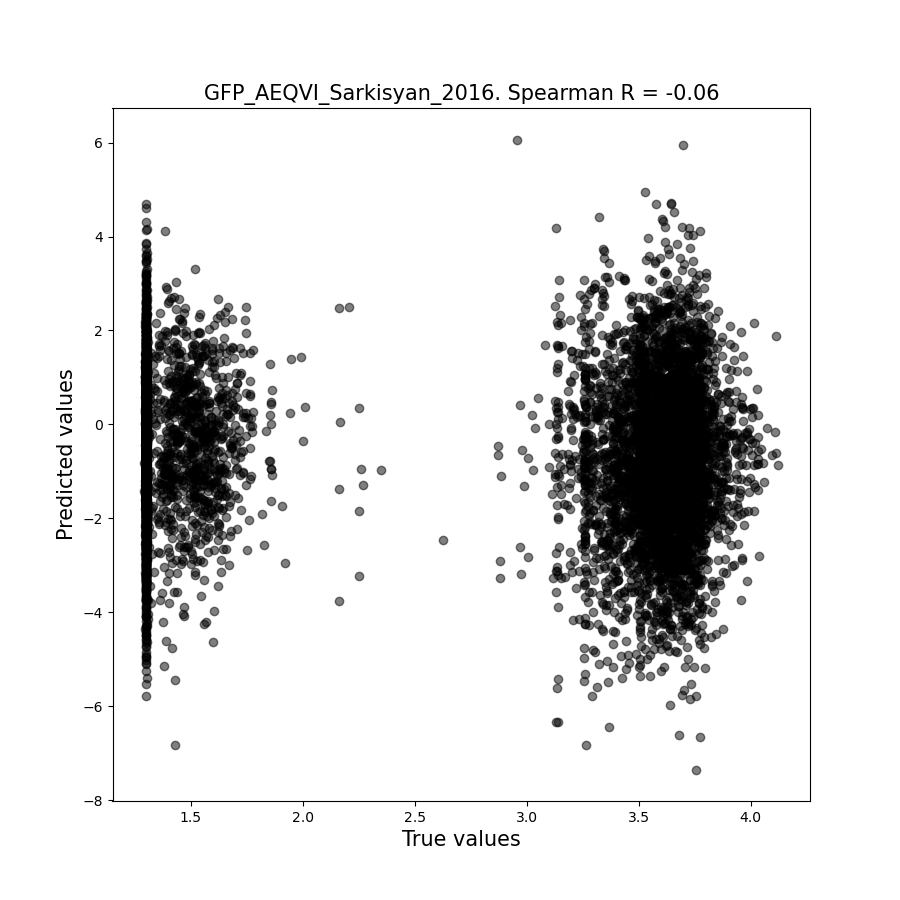 GFP_AEQVI_Sarkisyan_2016. Spearman R = -0.06
Predicted values
6
4
2
0
−2
−4
−6
−8
1.5 2.0 2.5 3.0 3.5 4.0
True values